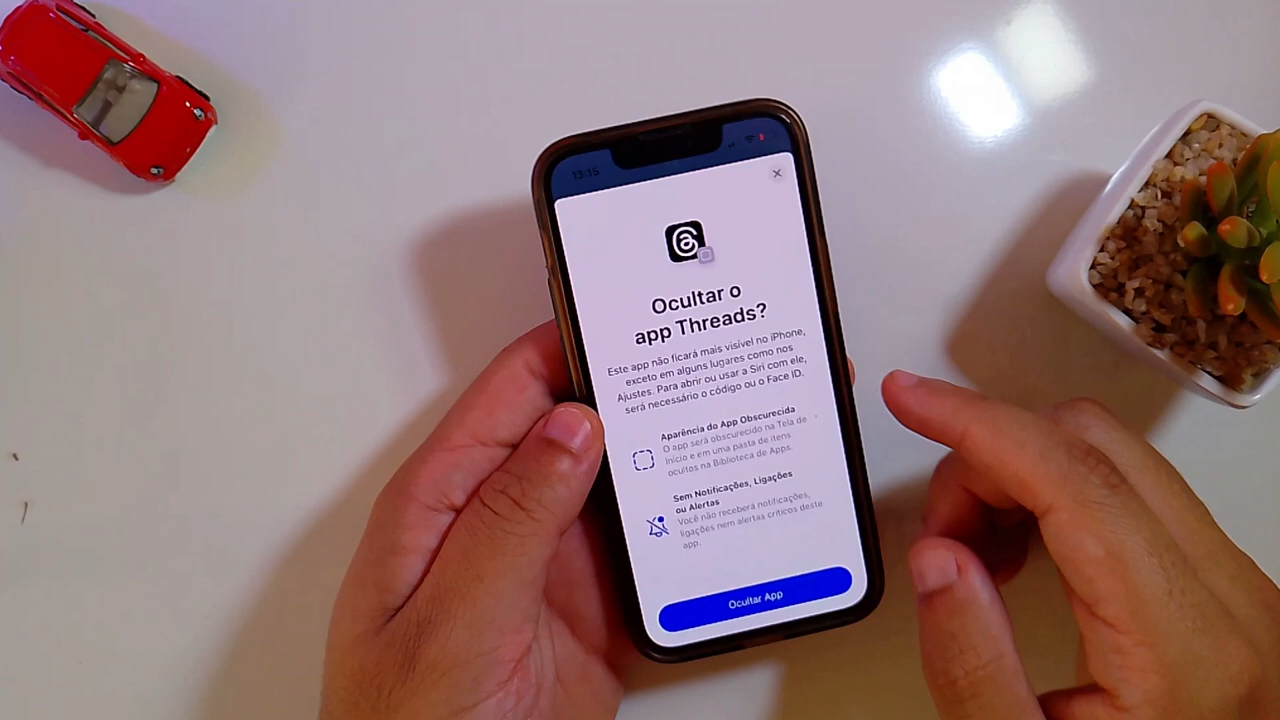 13:15
Ocultar o
app Threads?
Este app não ficará mais visível no iPhone,
exceto em alguns lugares como nos
Ajustes. Para abrir ou usar a Siri com ele,
será necessário o código ou o Face ID.
Aparência do App Obscurecida
O app será obscurecido na Tela de
Início e em uma pasta de itens
ocultos na Biblioteca de Apps.
Sem Notificações, Ligações
ou Alertas
Você não receberá notificações,
ligações nem alertas críticos deste
app.
Ocultar App